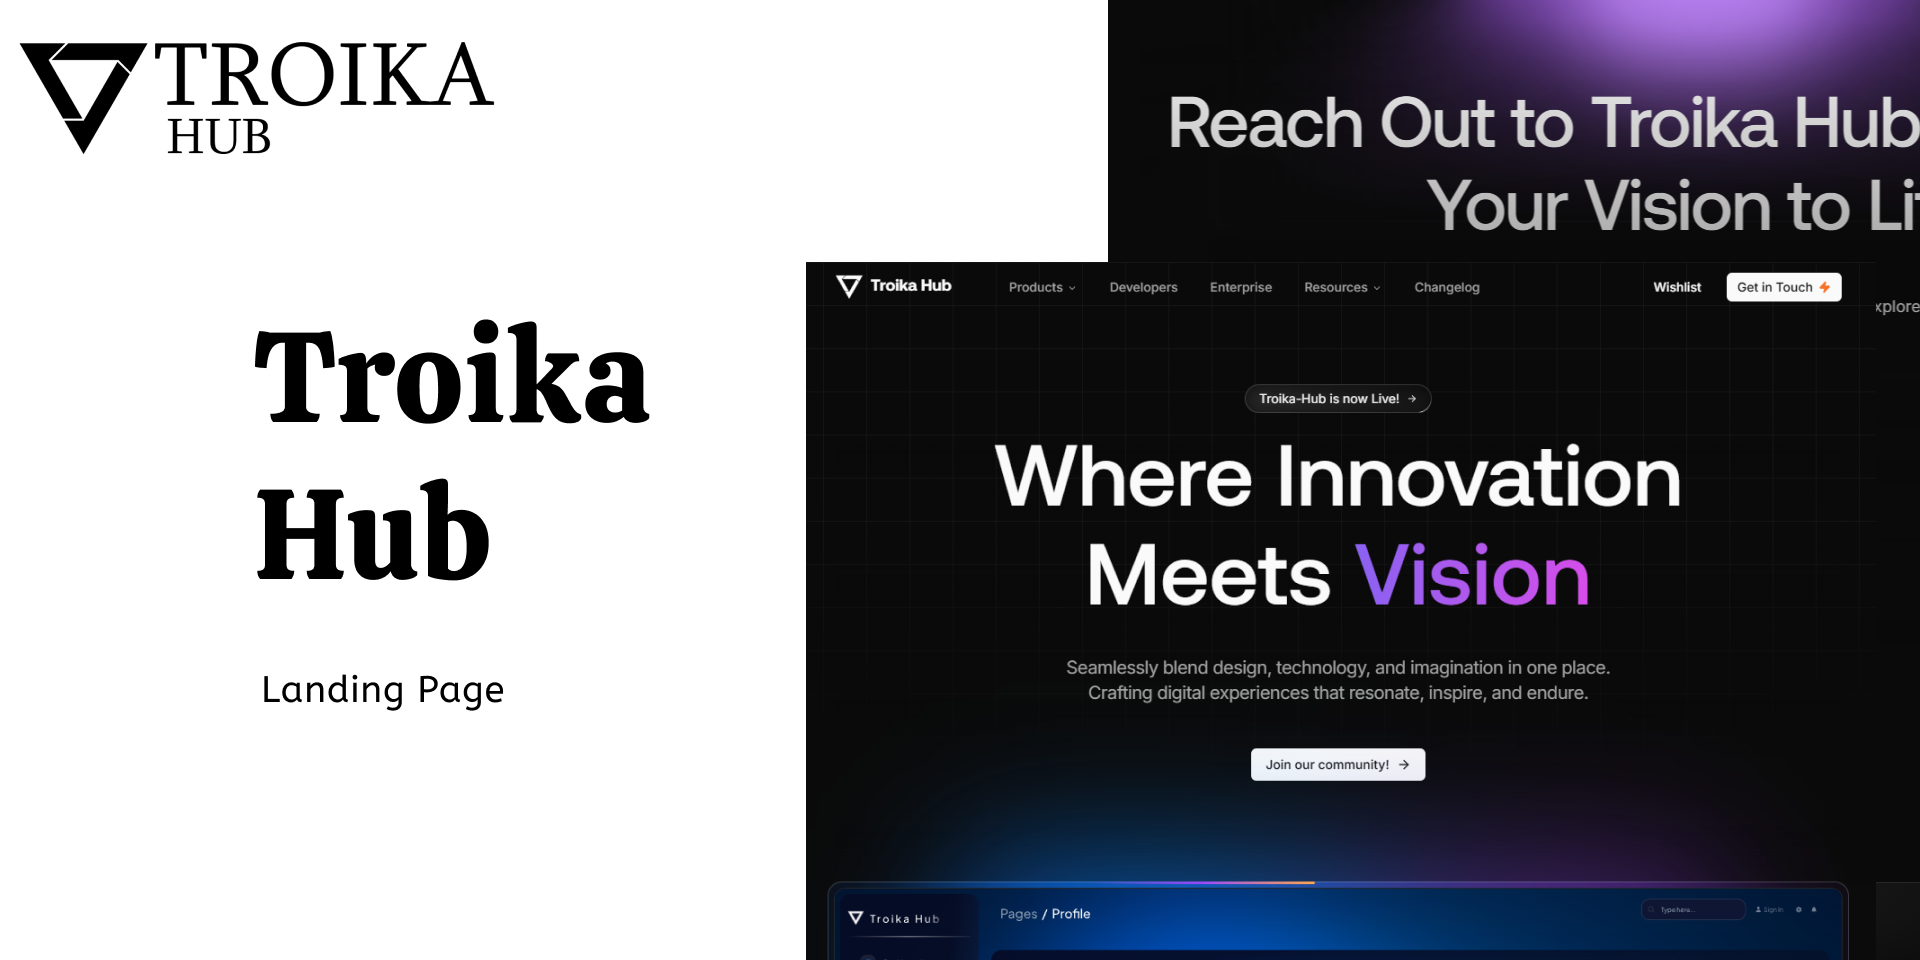 TROIKA
HUB
Troika
Hub
Landing Page
Reach Out to Troika Hub
Your Vision to Li
xplore
Troika Hub Products Developers Enterprise Resources Changelog Wishlist Get in Touch
Troika-Hub is now Live!
Where Innovation
Meets Vision
Seamlessly blend design, technology, and imagination in one place.
Crafting digital experiences that resonate, inspire, and endure.
Join our community!
Troika Hub Pages / Profile Type here... Sign In